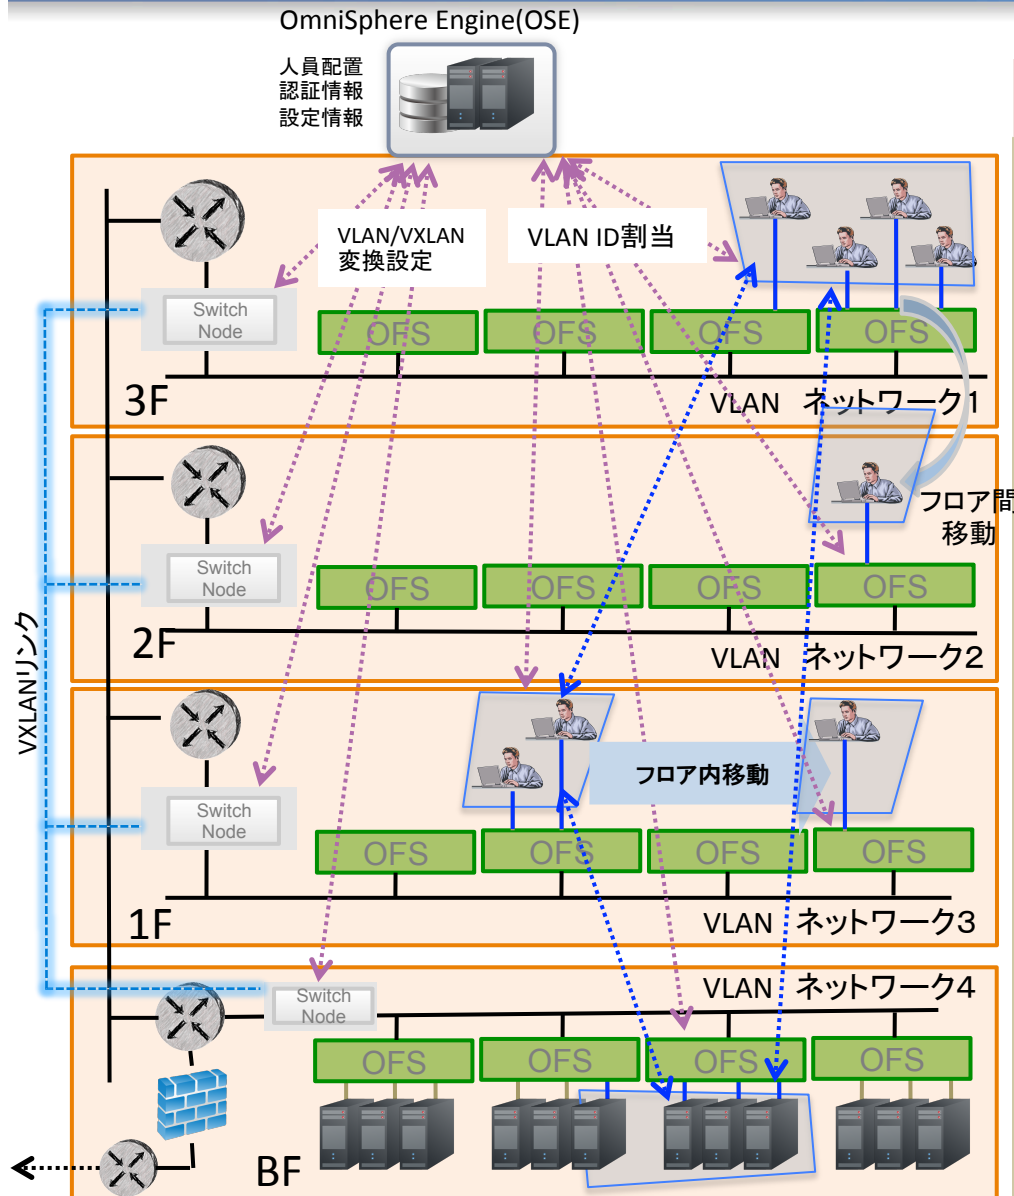 OmniSphere Engine(OSE)
人員配置
認証情報
設定情報
VLAN/VXLAN
変換設定
VLAN ID割当
Switch
Node
OFS
OFS
OFS
OFS
3F
VLAN ネットワーク1
フロア間
移動
Switch
Node
OFS
OFS
OFS
OFS
2F
VLAN ネットワーク2
VXLANリンク
フロア内移動
Switch
Node
OFS
OFS
OFS
OFS
1F
VLAN ネットワーク3
VLAN ネットワーク4
Switch
Node
OFS
OFS
OFS
OFS
BF